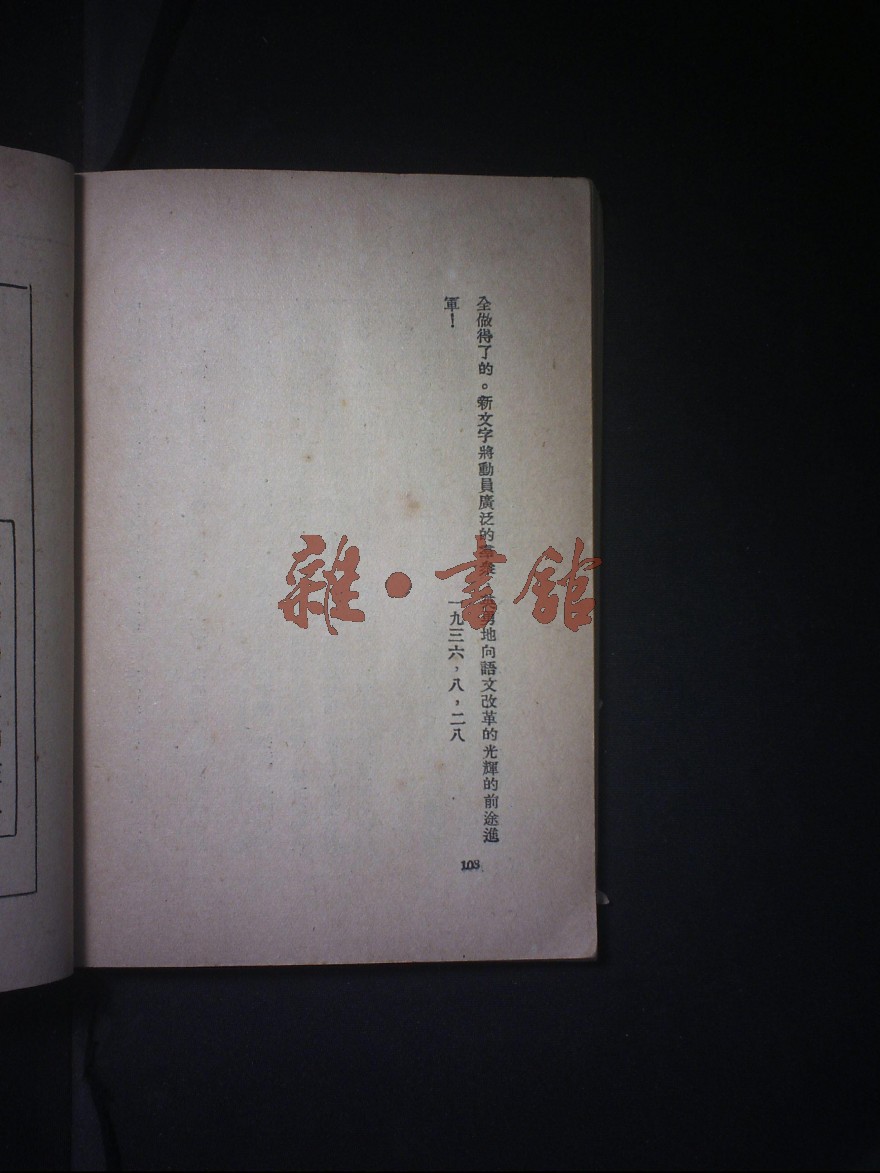 全做得了的。新文字將動員廣泛的羣衆 地向語文改革的光輝的前途進
軍!
一九三六,八,二八
103
雜·書館